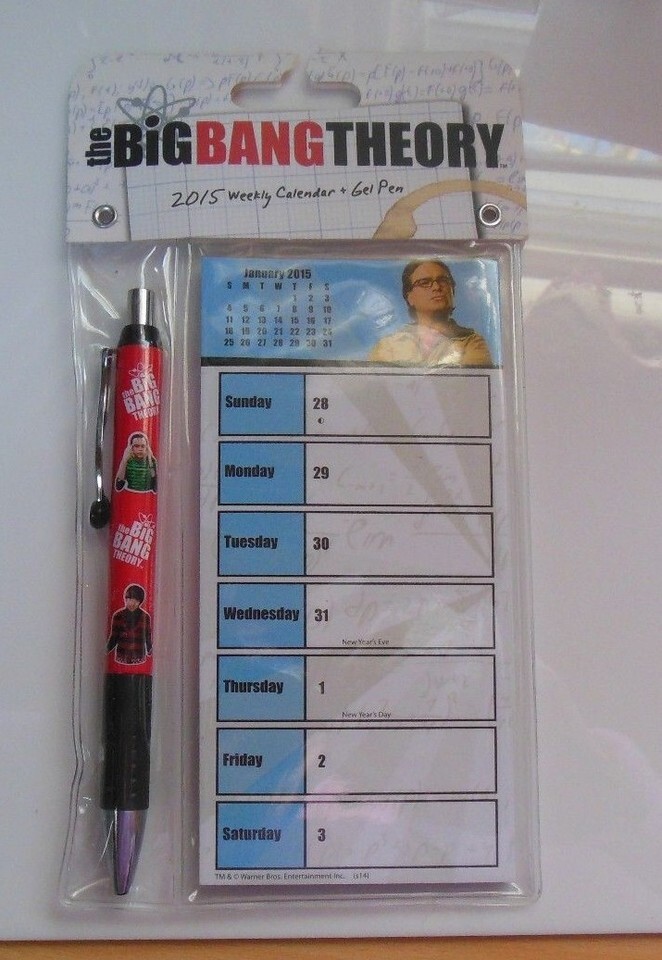 the BiG BANG THEORY™
2015 Weekly Calendar + Gel Pen
January 2015
S M T W T F S
1 2 3
4 5 6 7 8 9 10
11 12 13 14 15 16 17
18 19 20 21 22 23 24
25 26 27 28 29 30 31
Sunday 28
Monday 29
Tuesday 30
Wednesday 31
New Year's Eve
Thursday 1
New Year's Day
Friday 2
Saturday 3
TM & © Warner Bros. Entertainment Inc. (s14)
the BIG
BANG
THEORY
the BIG
BANG
THEORY